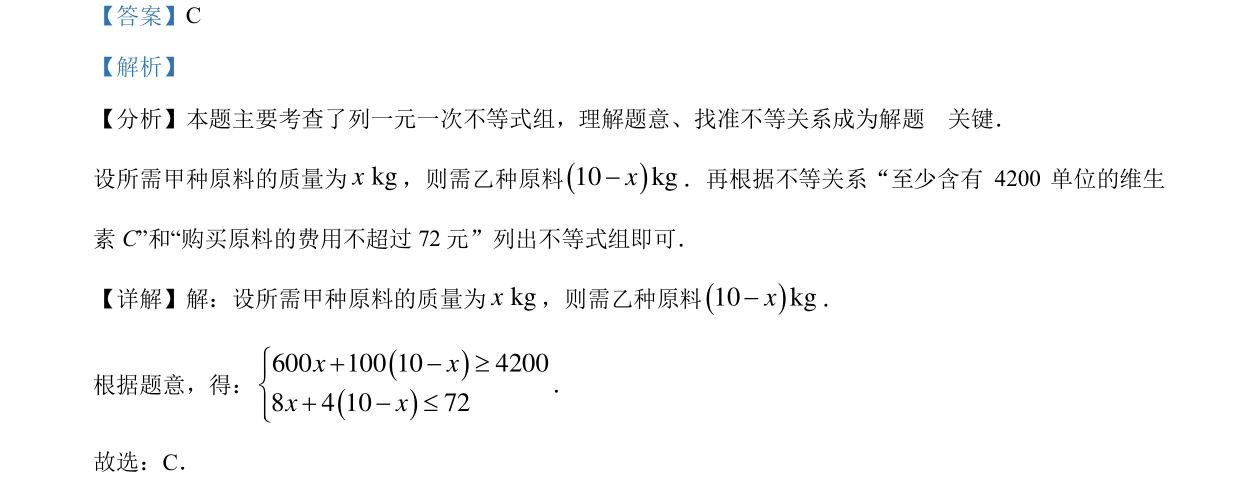 【答案】C
【解析】
【分析】本题主要考查了列一元一次不等式组，理解题意、找准不等关系成为解题 关键．
设所需甲种原料的质量为 x kg，则需乙种原料(10−x)kg．再根据不等关系“至少含有 4200 单位的维生
素 C”和“购买原料的费用不超过 72 元”列出不等式组即可．
【详解】解：设所需甲种原料的质量为 x kg，则需乙种原料(10−x)kg．
根据题意，得：{600x+100(10−x)≥4200
8x+4(10−x)≤72．
故选：C．